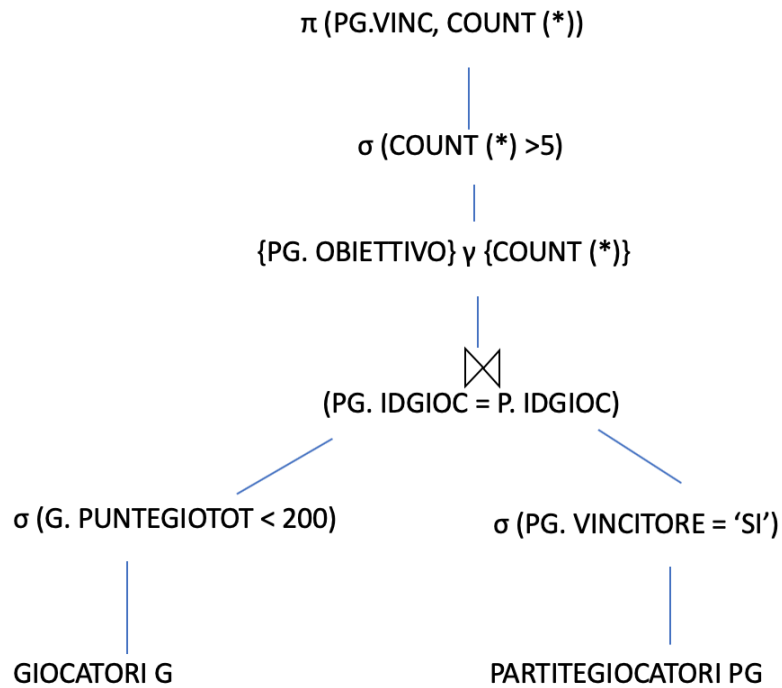 π (PG.VINC, COUNT (*))
σ (COUNT (*) >5)
{PG. OBIETTIVO} γ {COUNT (*)}
(PG. IDGIOC = P. IDGIOC)
σ (G. PUNTEGIOTOT < 200)
σ (PG. VINCITORE = ‘SI’)
GIOCATORI G
PARTITEGIOCATORI PG